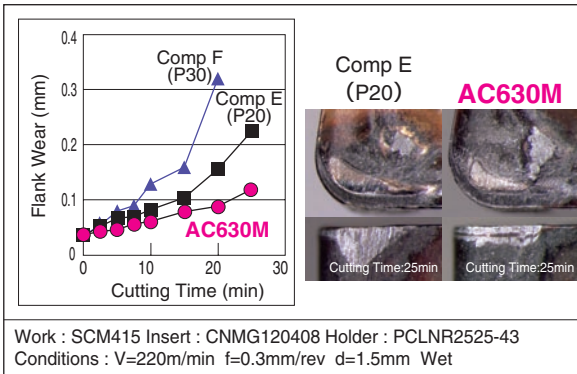 0.4
0.3
0.2
0.1
0
Flank Wear (mm)
Comp F
(P30)
Comp E
(P20)
AC630M
0 10 20 30
Cutting Time (min)
Comp E
(P20)
AC630M
Cutting Time:25min
Cutting Time:25min
Work : SCM415 Insert : CNMG120408 Holder : PCLNR2525-43
Conditions : V=220m/min f=0.3mm/rev d=1.5mm Wet